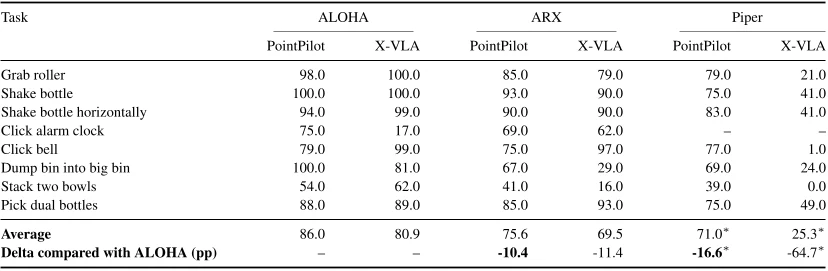 Task ALOHA ARX Piper
PointPilot X-VLA PointPilot X-VLA PointPilot X-VLA
Grab roller 98.0 100.0 85.0 79.0 79.0 21.0
Shake bottle 100.0 100.0 93.0 90.0 75.0 41.0
Shake bottle horizontally 94.0 99.0 90.0 90.0 83.0 41.0
Click alarm clock 75.0 17.0 69.0 62.0 – –
Click bell 79.0 99.0 75.0 97.0 77.0 1.0
Dump bin into big bin 100.0 81.0 67.0 29.0 69.0 24.0
Stack two bowls 54.0 62.0 41.0 16.0 39.0 0.0
Pick dual bottles 88.0 89.0 85.0 93.0 75.0 49.0
Average 86.0 80.9 75.6 69.5 71.0* 25.3*
Delta compared with ALOHA (pp) – – -10.4 -11.4 -16.6* -64.7*